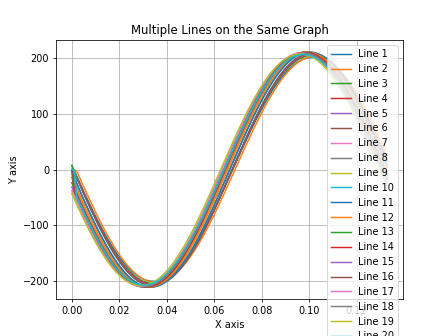 Multiple Lines on the Same Graph
Y axis
200
100
0
−100
−200
0.00
0.02
0.04
0.06
0.08
0.10
X axis
Line 1
Line 2
Line 3
Line 4
Line 5
Line 6
Line 7
Line 8
Line 9
Line 10
Line 11
Line 12
Line 13
Line 14
Line 15
Line 16
Line 17
Line 18
Line 19
Line 20